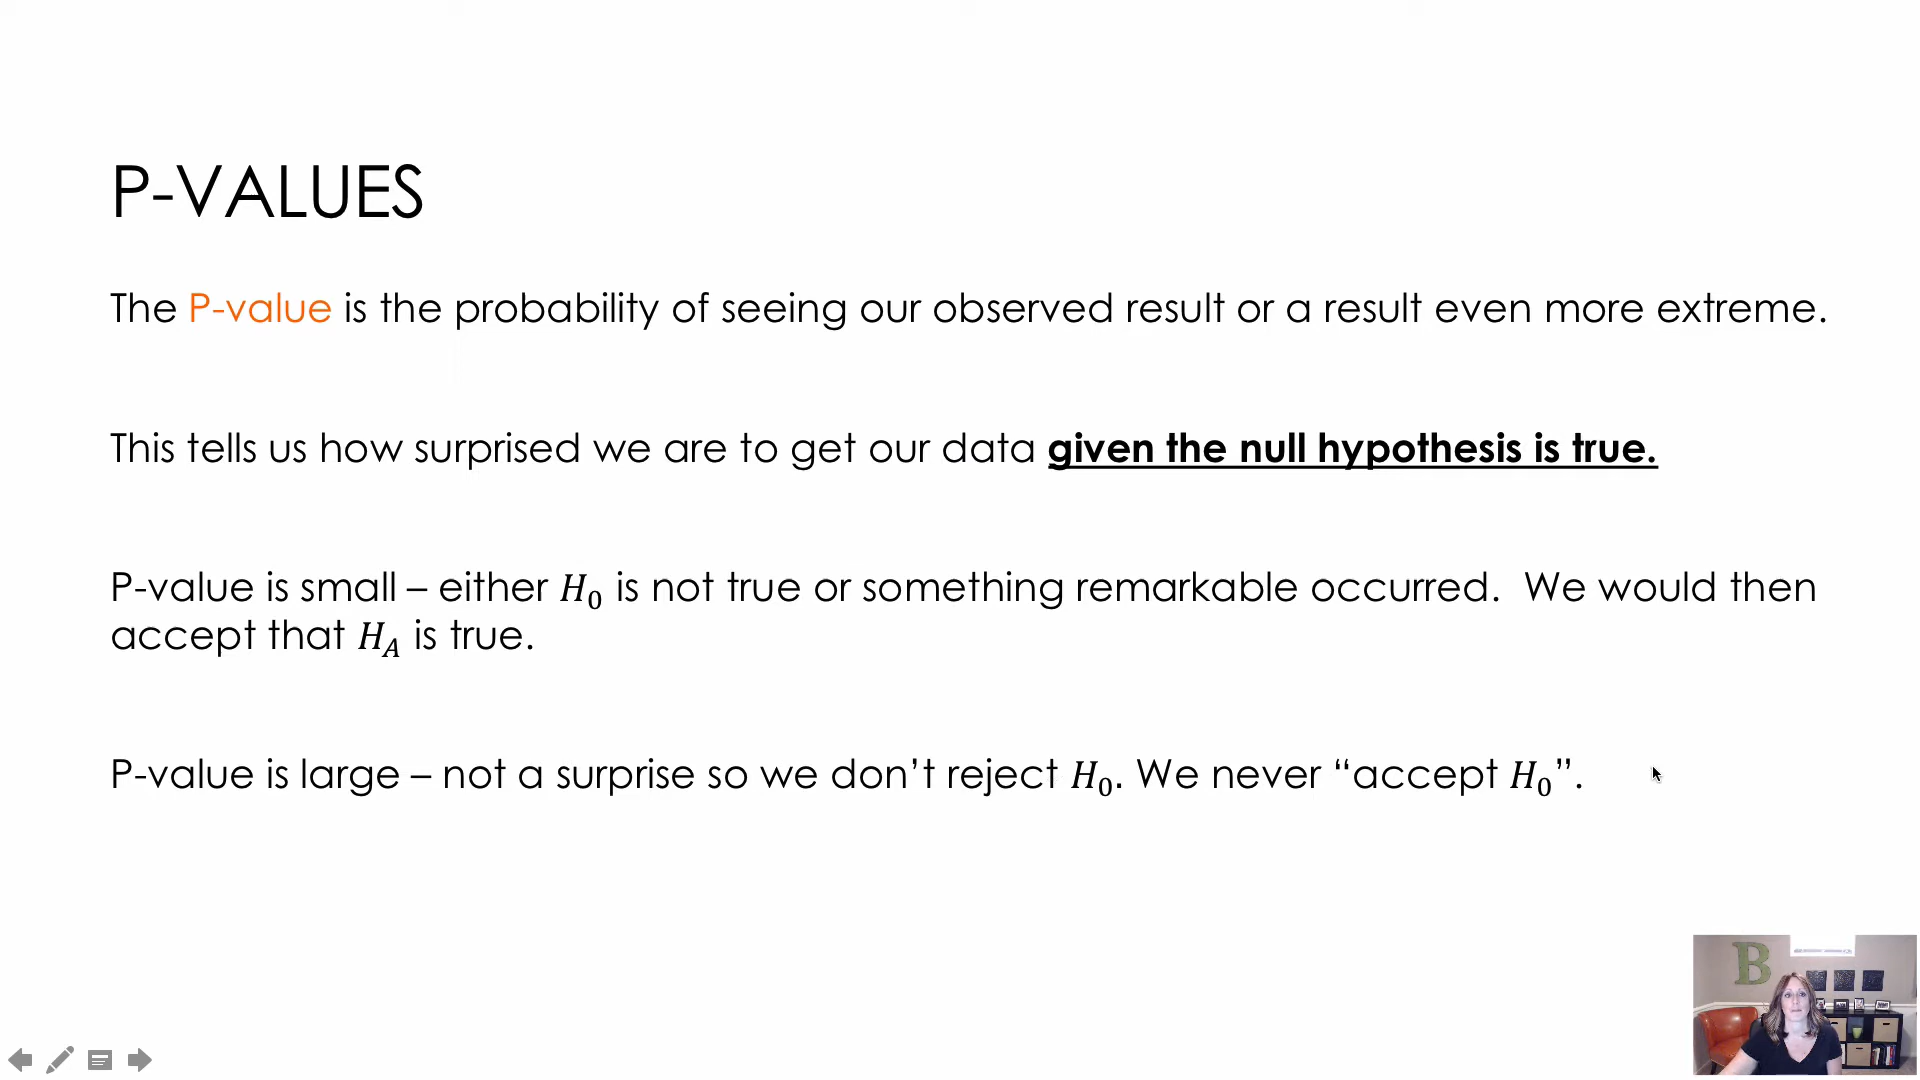 P-VALUES
The P-value is the probability of seeing our observed result or a result even more extreme.
This tells us how surprised we are to get our data given the null hypothesis is true.
P-value is small – either H₀ is not true or something remarkable occurred.  We would then
accept that H_A is true.
P-value is large – not a surprise so we don’t reject H₀. We never “accept H₀”.
B